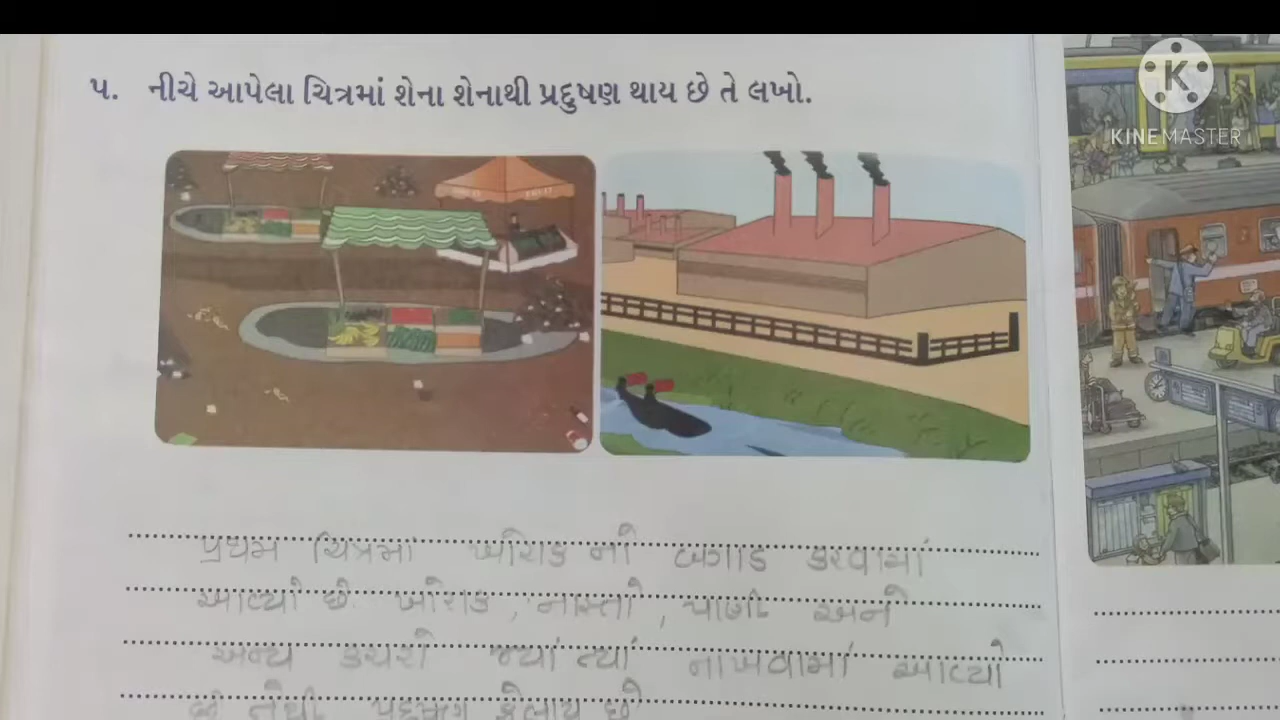 ૫. નીચે આપેલા ચિત્રમાં શેના શેનાથી પ્રદુષણ થાય છે તે લખો.
KINEMASTER
પ્રથમ ચિત્રમાં ખોરાક નો બગાડ કરવામાં
આવ્યો છે. ખોરાક, નાસ્તો, પાણી અને
અન્ય કચરો જ્યાં ત્યાં નાખવામાં આવ્યો
છે તેથી પ્રદુષણ ફેલાય છે